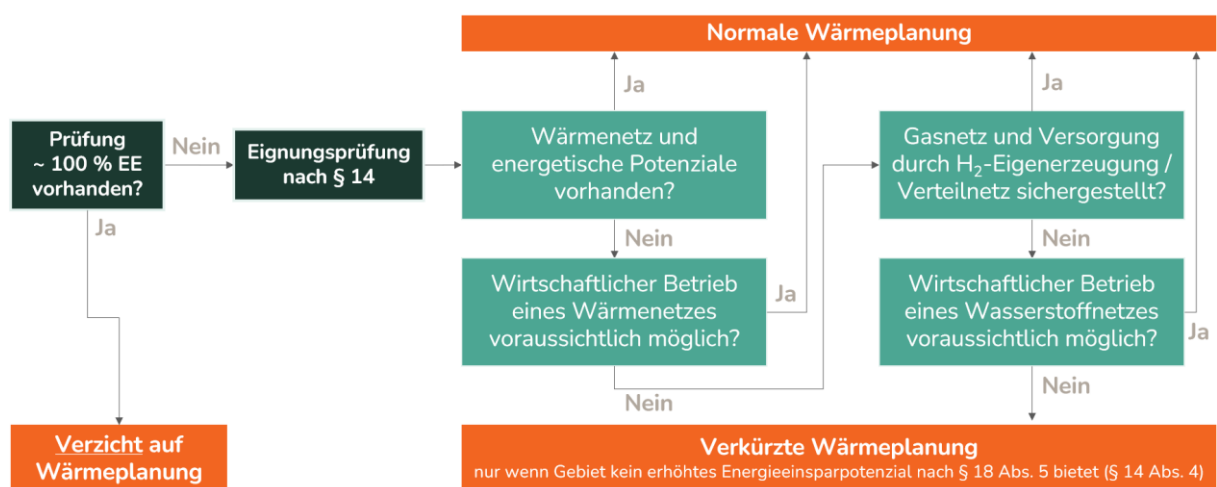 Normale Wärmeplanung
Ja
Ja
Prüfung
~ 100 % EE
vorhanden?
Nein
Eignungsprüfung
nach § 14
Wärmenetz und
energetische Potenziale
vorhanden?
Gasnetz und Versorgung
durch H₂-Eigenerzeugung /
Verteilnetz sichergestellt?
Ja
Nein
Nein
Wirtschaftlicher Betrieb
eines Wärmenetzes
voraussichtlich möglich?
Ja
Wirtschaftlicher Betrieb
eines Wasserstoffnetzes
voraussichtlich möglich?
Ja
Nein
Nein
Verzicht auf
Wärmeplanung
Verkürzte Wärmeplanung
nur wenn Gebiet kein erhöhtes Energieeinsparpotenzial nach § 18 Abs. 5 bietet (§ 14 Abs. 4)